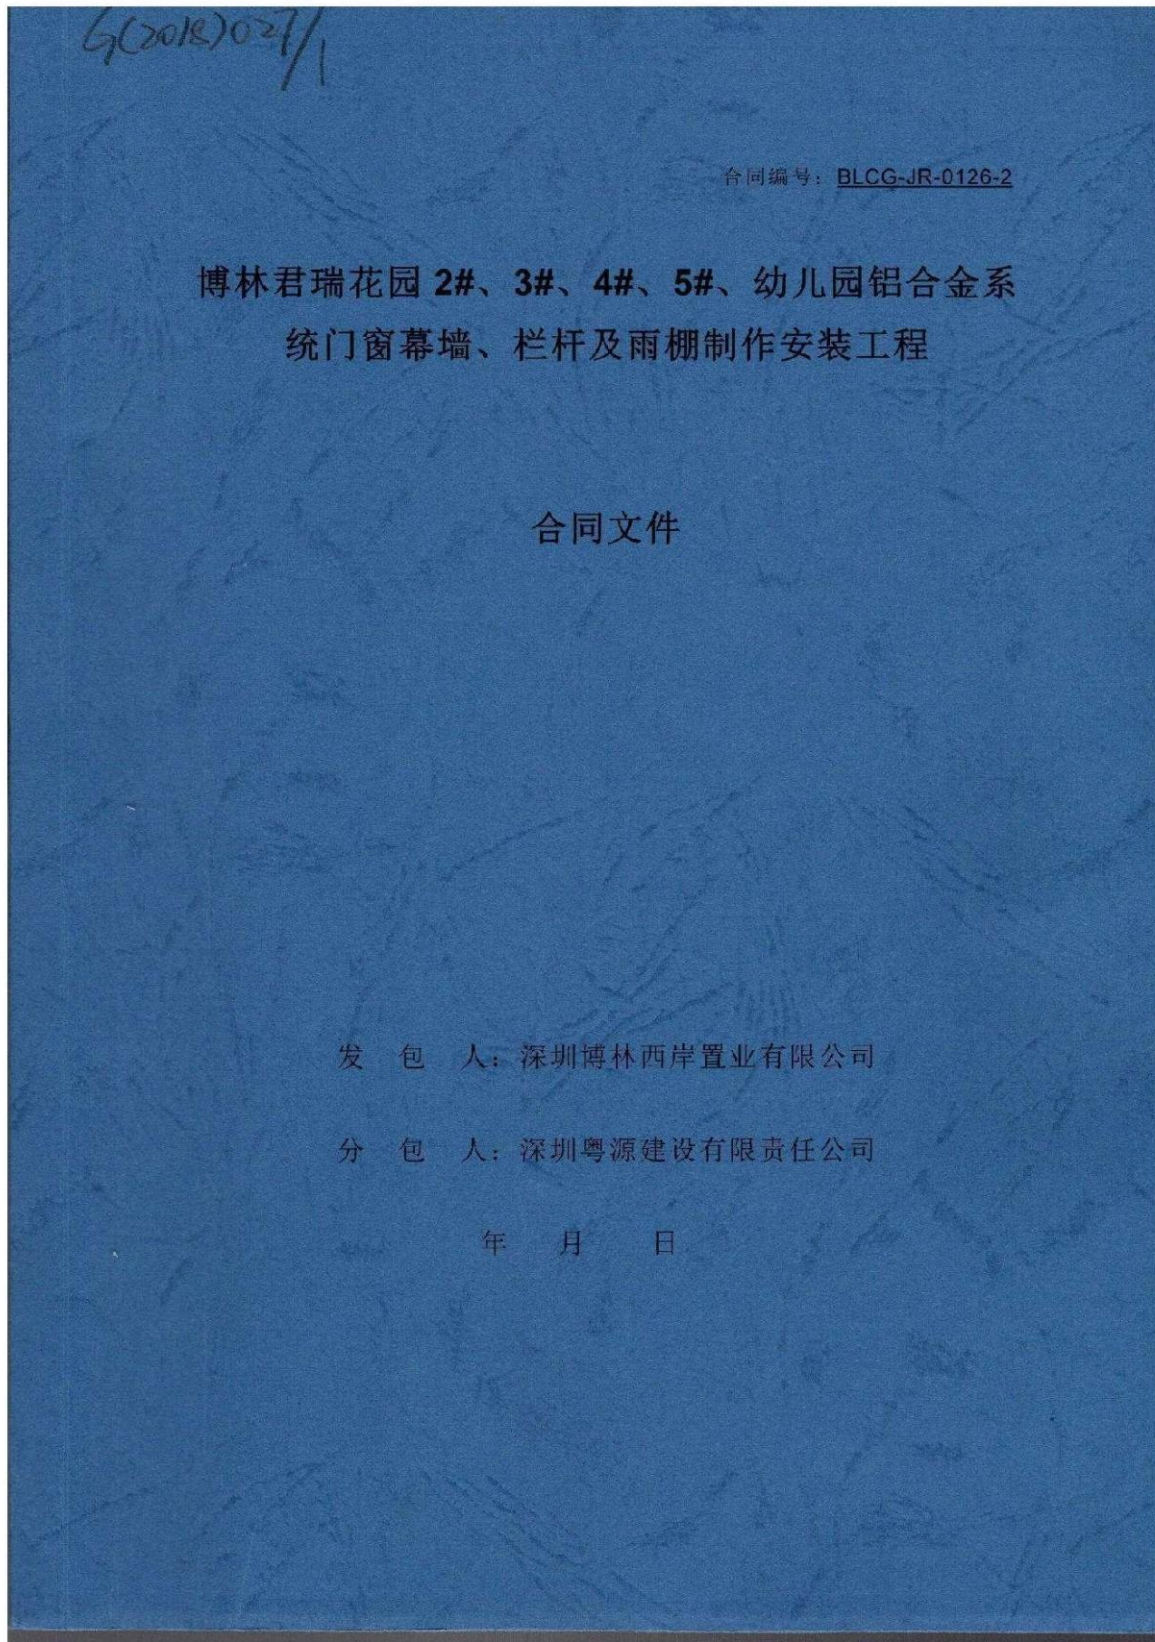 G(2018)027/1
合同编号：BLCG-JR-0126-2
博林君瑞花园 2#、3#、4#、5#、幼儿园铝合金系
统门窗幕墙、栏杆及雨棚制作安装工程
合同文件
发 包 人：深圳博林西岸置业有限公司
分 包 人：深圳粤源建设有限责任公司
年 月 日